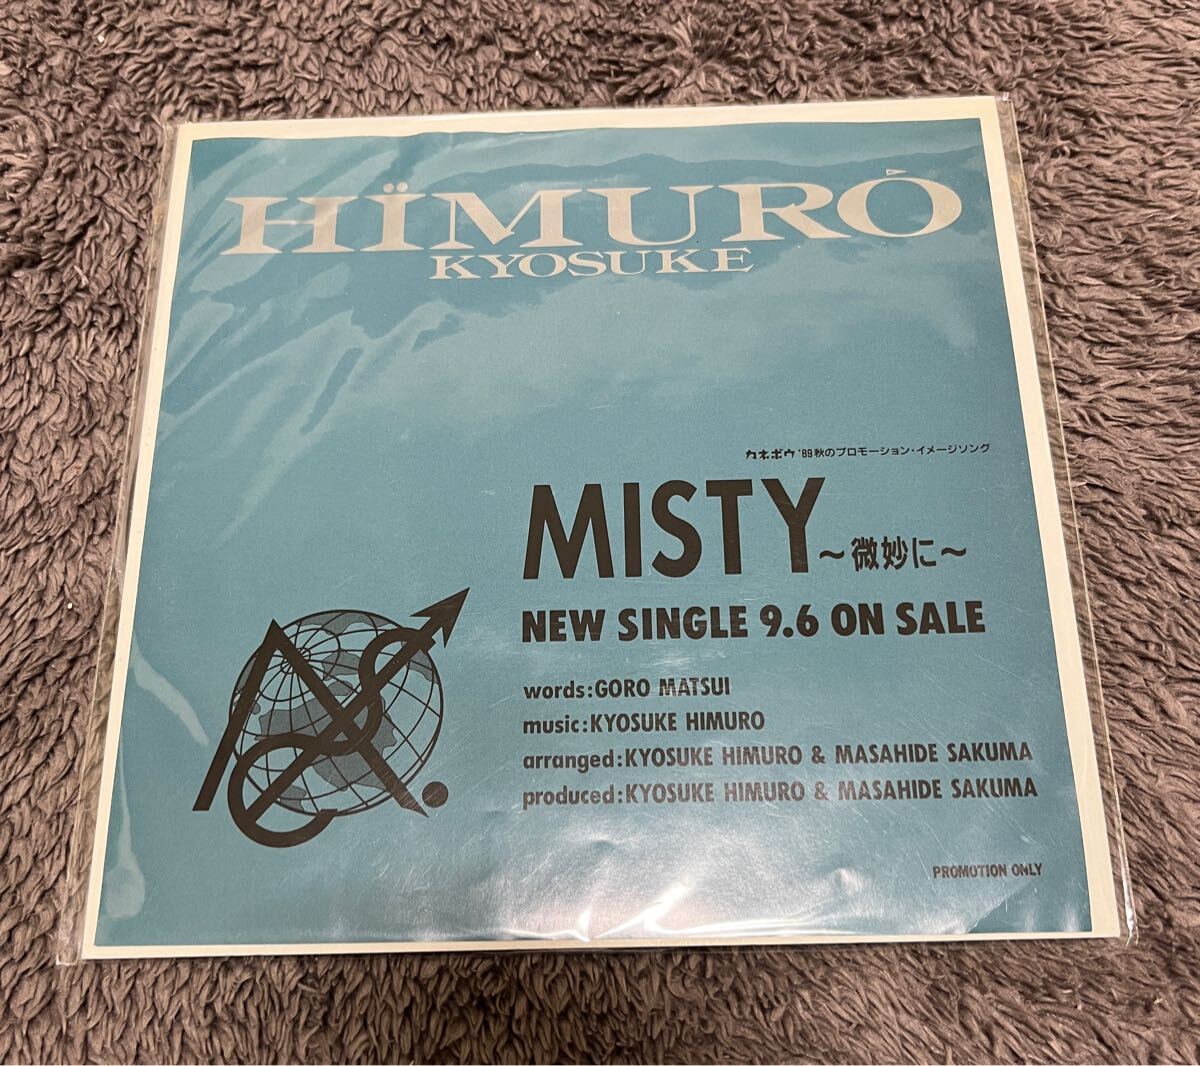 HÏMURÓ
KYOSUKE
カネボウ '89秋のプロモーション・イメージソング
MISTY～微妙に～
NEW SINGLE 9.6 ON SALE
words:GORO MATSUI
music:KYOSUKE HIMURO
arranged:KYOSUKE HIMURO & MASAHIDE SAKUMA
produced:KYOSUKE HIMURO & MASAHIDE SAKUMA
PROMOTION ONLY